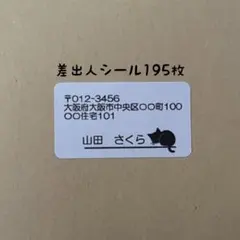 差出人シール195枚
〒012-3456
大阪府大阪市中央区〇〇町100
〇〇住宅101
山田 さくら